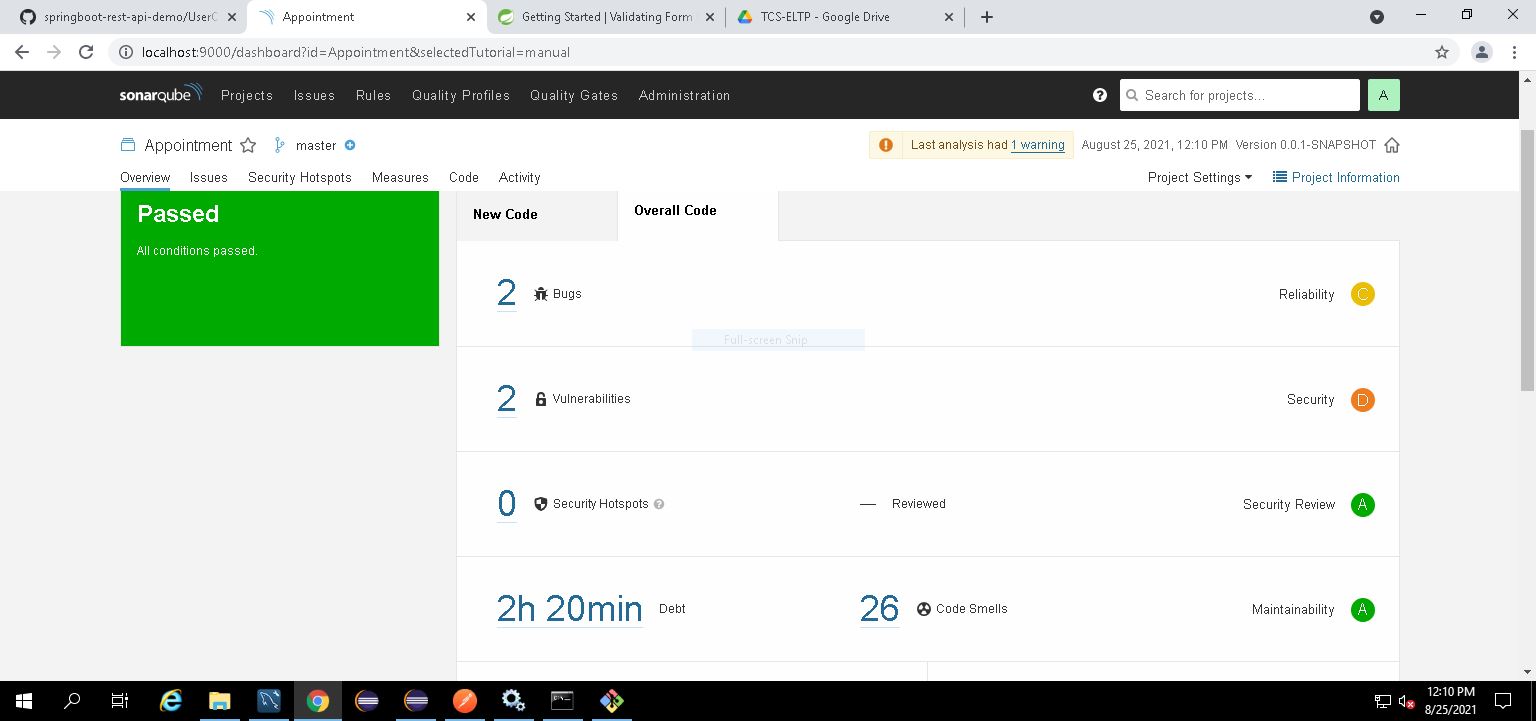 springboot-rest-api-demo/UserC
Appointment
Getting Started | Validating Form
TCS-ELTP - Google Drive
localhost:9000/dashboard?id=Appointment&selectedTutorial=manual
sonarqube Projects Issues Rules Quality Profiles Quality Gates Administration
Search for projects...
A
Appointment master
Last analysis had 1 warning August 25, 2021, 12:10 PM Version 0.0.1-SNAPSHOT
Overview Issues Security Hotspots Measures Code Activity
Project Settings Project Information
Passed
All conditions passed.
New Code Overall Code
2 Bugs Reliability C
Full-screen Snip
2 Vulnerabilities Security D
0 Security Hotspots — Reviewed Security Review A
2h 20min Debt 26 Code Smells Maintainability A
12:10 PM
8/25/2021